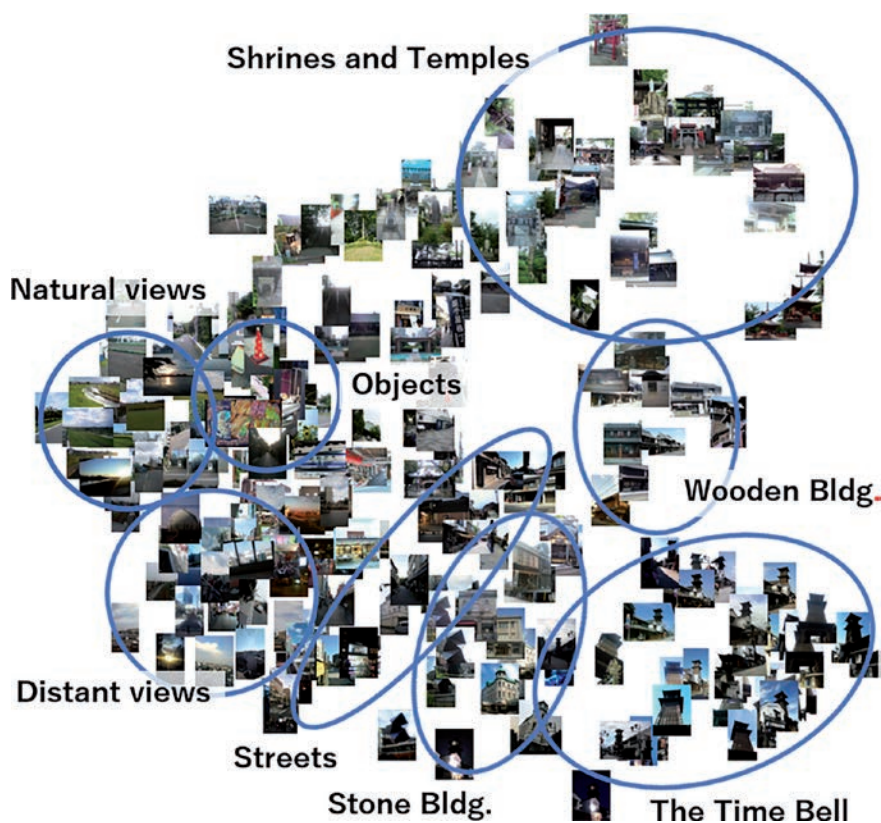 Shrines and Temples
Natural views
Objects
Wooden Bldg.
Distant views
Streets
Stone Bldg.
The Time Bell